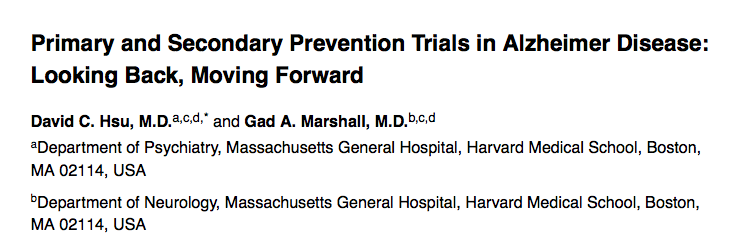 Primary and Secondary Prevention Trials in Alzheimer Disease:
Looking Back, Moving Forward
David C. Hsu, M.D.a,c,d,* and Gad A. Marshall, M.D.b,c,d
aDepartment of Psychiatry, Massachusetts General Hospital, Harvard Medical School, Boston,
MA 02114, USA
bDepartment of Neurology, Massachusetts General Hospital, Harvard Medical School, Boston,
MA 02114, USA